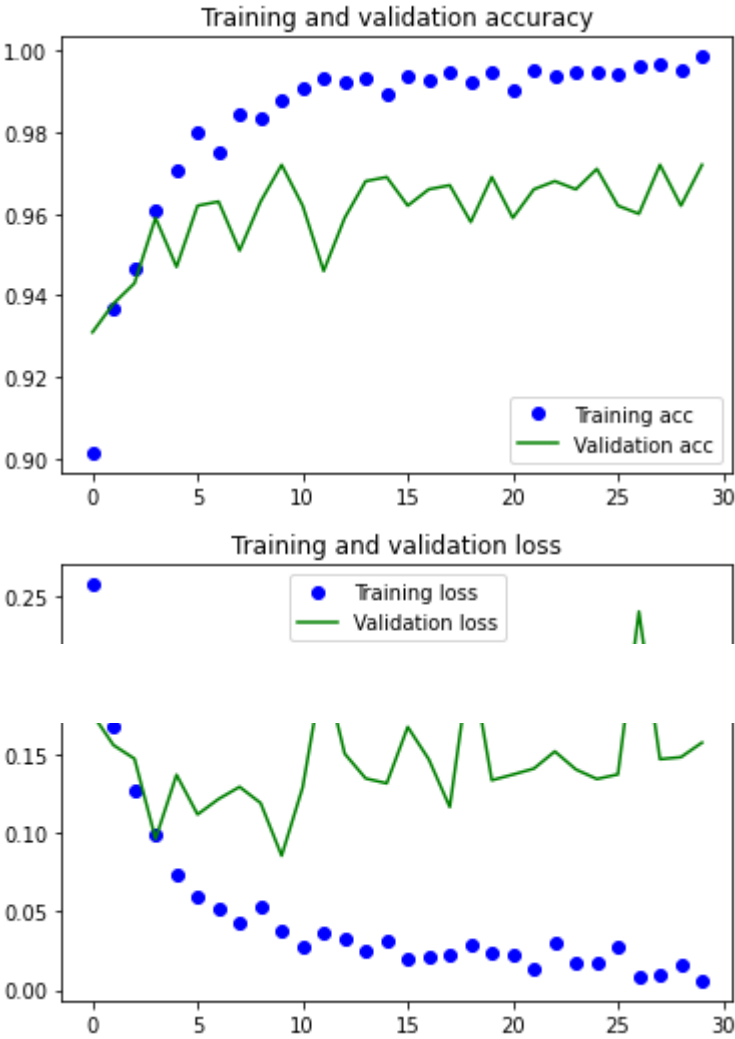 Training and validation accuracy
1.00
0.98
0.96
0.94
0.92
0.90
Training acc
Validation acc
0 5 10 15 20 25 30
Training and validation loss
0.25
Training loss
Validation loss
0.15
0.10
0.05
0.00
0 5 10 15 20 25 30